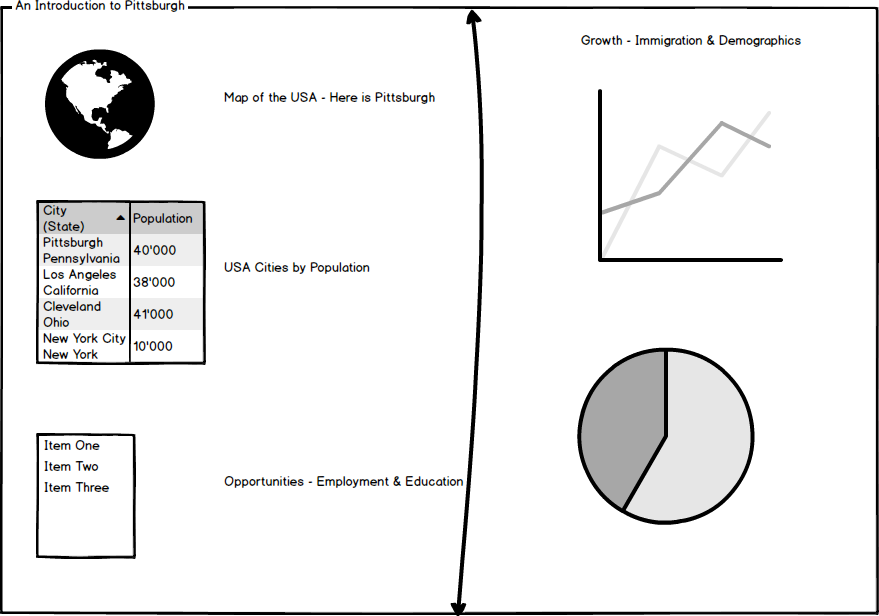 An Introduction to Pittsburgh
Map of the USA - Here is Pittsburgh
City
(State)
Population
Pittsburgh
Pennsylvania
40'000
Los Angeles
California
38'000
Cleveland
Ohio
41'000
New York City
New York
10'000
USA Cities by Population
Item One
Item Two
Item Three
Opportunities - Employment & Education
Growth - Immigration & Demographics